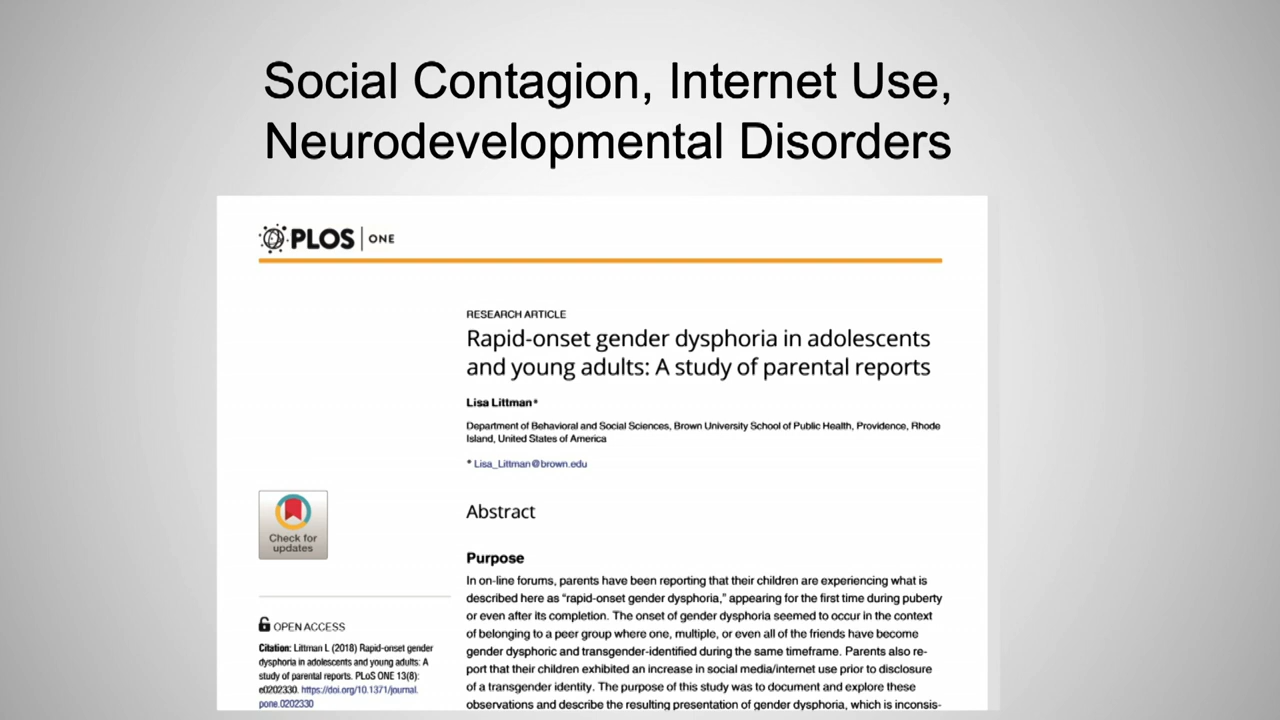 Social Contagion, Internet Use,
Neurodevelopmental Disorders
PLOS ONE
RESEARCH ARTICLE
Rapid-onset gender dysphoria in adolescents
and young adults: A study of parental reports
Lisa Littman*
Department of Behavioral and Social Sciences, Brown University School of Public Health, Providence, Rhode
Island, United States of America
* Lisa_Littman@brown.edu
Abstract
Purpose
In on-line forums, parents have been reporting that their children are experiencing what is
described here as “rapid-onset gender dysphoria,” appearing for the first time during puberty
or even after its completion. The onset of gender dysphoria seemed to occur in the context
of belonging to a peer group where one, multiple, or even all of the friends have become
gender dysphoric and transgender-identified during the same timeframe. Parents also re-
port that their children exhibited an increase in social media/internet use prior to disclosure
of a transgender identity. The purpose of this study was to document and explore these
observations and describe the resulting presentation of gender dysphoria, which is inconsis-
Check for
updates
OPEN ACCESS
Citation: Littman L (2018) Rapid-onset gender
dysphoria in adolescents and young adults: A
study of parental reports. PLoS ONE 13(8):
e0202330. https://doi.org/10.1371/journal.
pone.0202330